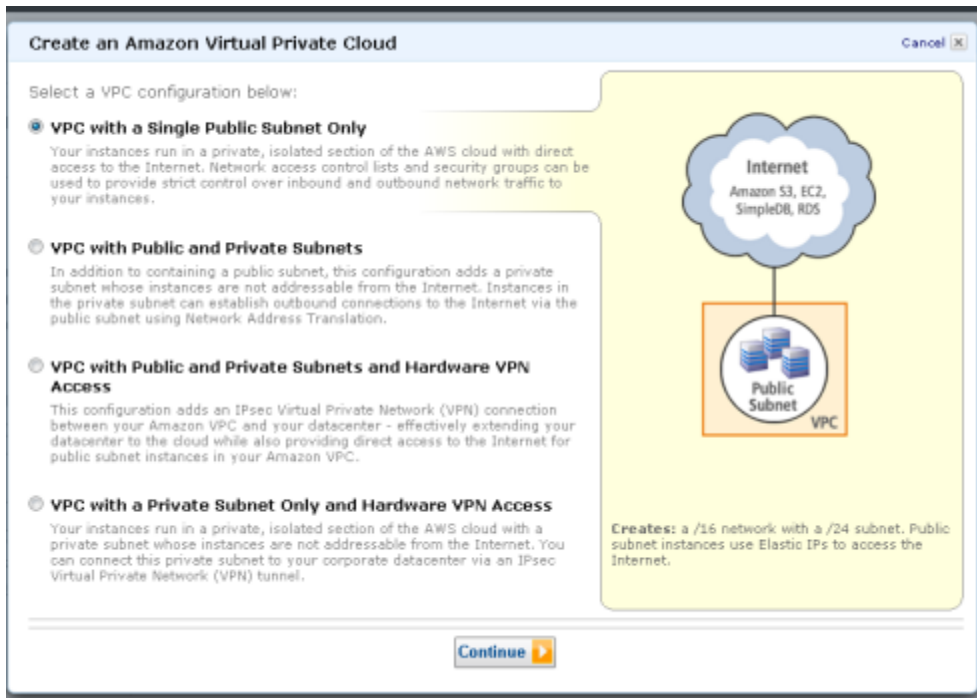 Create an Amazon Virtual Private Cloud
Cancel
Select a VPC configuration below:
VPC with a Single Public Subnet Only
Your instances run in a private, isolated section of the AWS cloud with direct
access to the Internet. Network access control lists and security groups can be
used to provide strict control over inbound and outbound network traffic to
your instances.
VPC with Public and Private Subnets
In addition to containing a public subnet, this configuration adds a private
subnet whose instances are not addressable from the Internet. Instances in
the private subnet can establish outbound connections to the Internet via the
public subnet using Network Address Translation.
VPC with Public and Private Subnets and Hardware VPN
Access
This configuration adds an IPsec Virtual Private Network (VPN) connection
between your Amazon VPC and your datacenter - effectively extending your
datacenter to the cloud while also providing direct access to the Internet for
public subnet instances in your Amazon VPC.
VPC with a Private Subnet Only and Hardware VPN Access
Your instances run in a private, isolated section of the AWS cloud with a
private subnet whose instances are not addressable from the Internet. You
can connect this private subnet to your corporate datacenter via an IPsec
Virtual Private Network (VPN) tunnel.
Internet
Amazon S3, EC2,
SimpleDB, RDS
Public
Subnet
VPC
Creates: a /16 network with a /24 subnet. Public
subnet instances use Elastic IPs to access the
Internet.
Continue